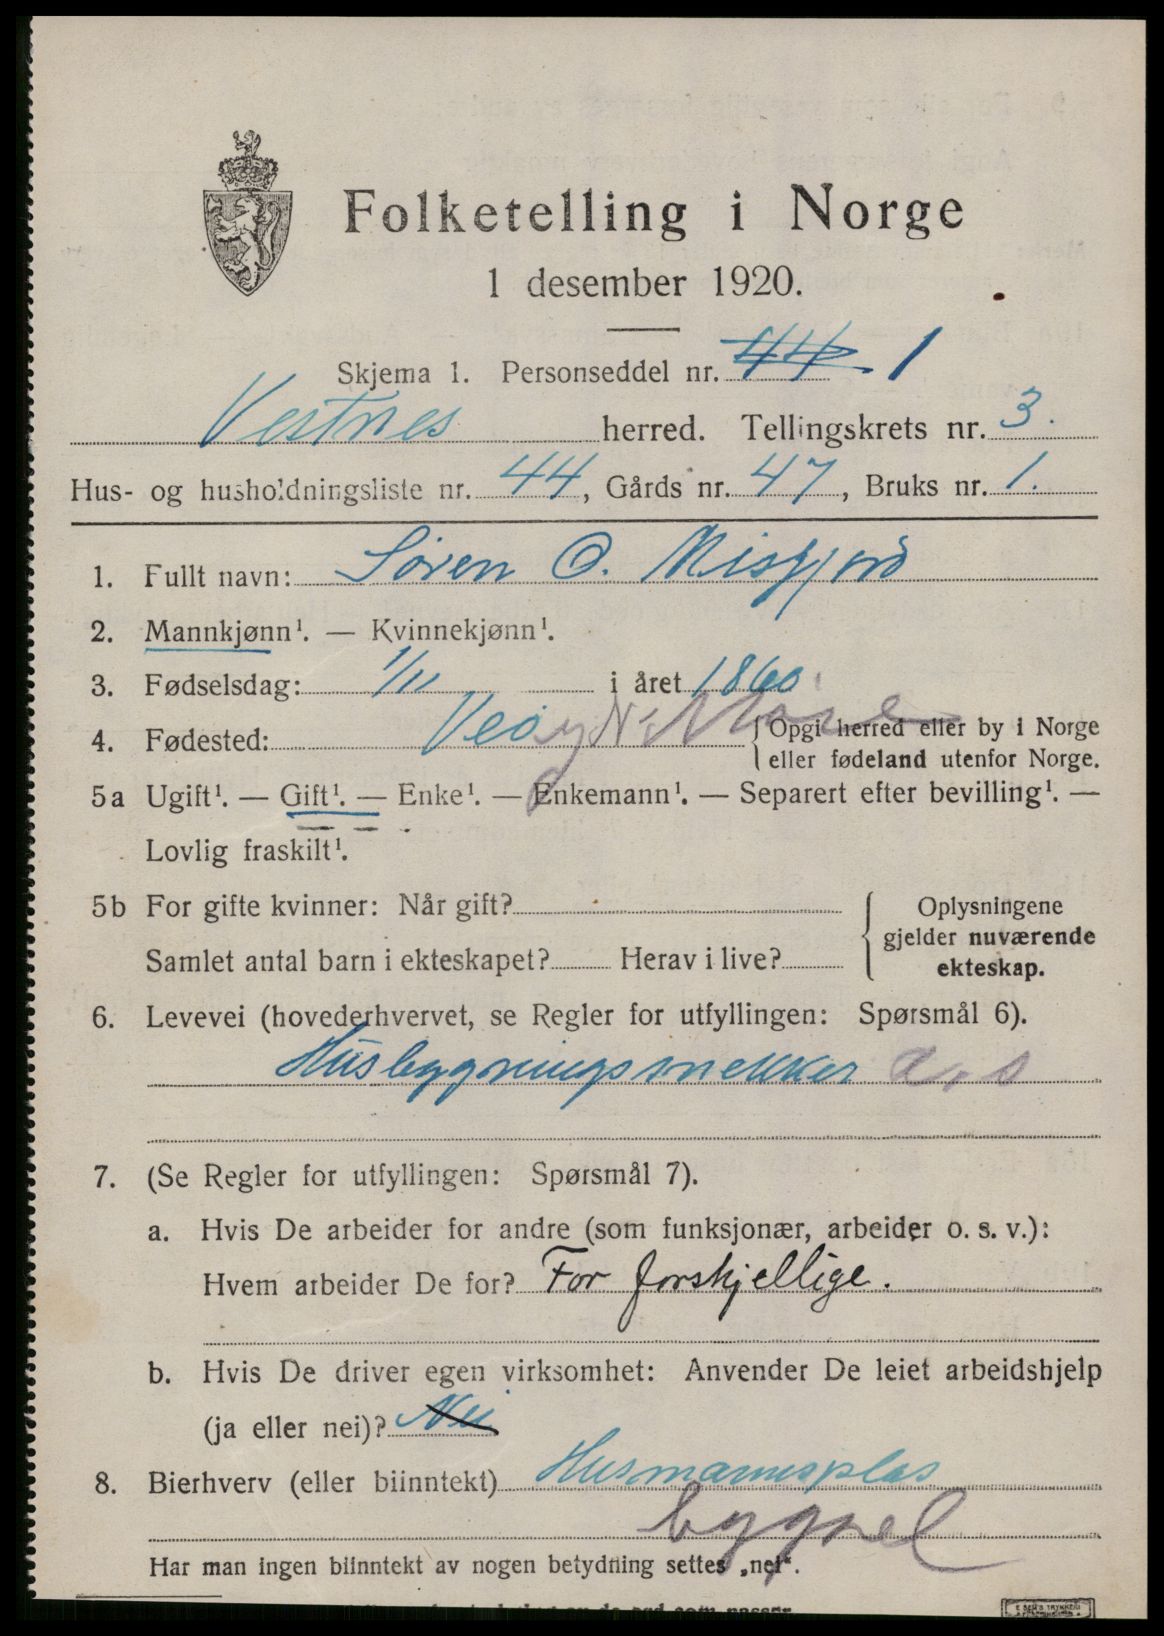 Folketelling i Norge
1 desember 1920.
Skjema 1. Personseddel nr. 44 1
Vestnes herred. Tellingskrets nr. 3.
Hus- og husholdningsliste nr. 44, Gårds nr. 47, Bruks nr. 1.
1. Fullt navn: Søren O. Misfjord
2. Mannkjønn¹. — Kvinnekjønn¹.
3. Fødselsdag: 1/11 i året 1860.
4. Fødested: Veøy N. Møre {Opgi herred eller by i Norge
eller fødeland utenfor Norge.
5a Ugift¹. — Gift¹. — Enke¹. — Enkemann¹. — Separert efter bevilling¹. —
Lovlig fraskilt¹.
5b For gifte kvinner: Når gift? { Oplysningene
gjelder nuværende
Samlet antal barn i ekteskapet? Herav i live? ekteskap.
6. Levevei (hovederhvervet, se Regler for utfyllingen: Spørsmål 6).
Husbygningssnekker a, s
7. (Se Regler for utfyllingen: Spørsmål 7).
a. Hvis De arbeider for andre (som funksjonær, arbeider o. s. v.):
Hvem arbeider De for? For forskjellige.
b. Hvis De driver egen virksomhet: Anvender De leiet arbeidshjelp
(ja eller nei)? Nei
8. Bierhverv (eller biinntekt) Husmannsplas
bygsel
Har man ingen biinntekt av nogen betydning settes „nei“.